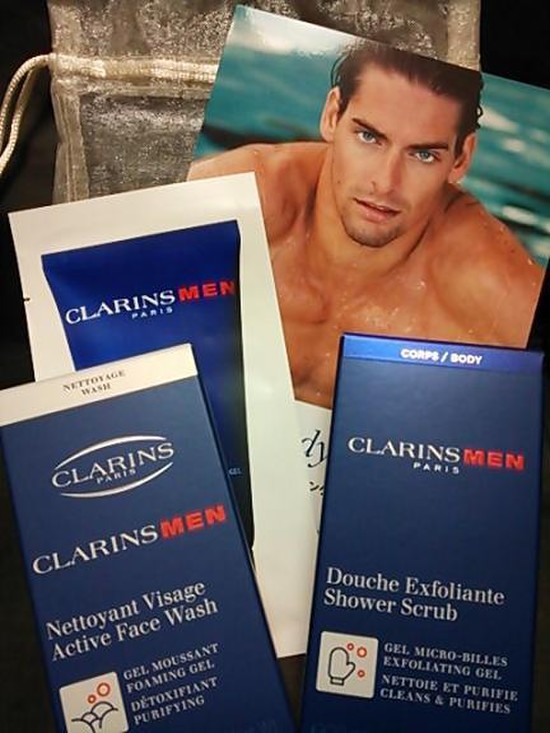 CLARINS MEN
PARIS
GEL
NETTOYAGE
WASH
CLARINS
PARIS
CLARINS MEN
Nettoyant Visage
Active Face Wash
GEL MOUSSANT
FOAMING GEL
DÉTOXIFIANT
PURIFYING
CORPS / BODY
CLARINS MEN
PARIS
Douche Exfoliante
Shower Scrub
GEL MICRO-BILLES
EXFOLIATING GEL
NETTOIE ET PURIFIE
CLEANS & PURIFIES